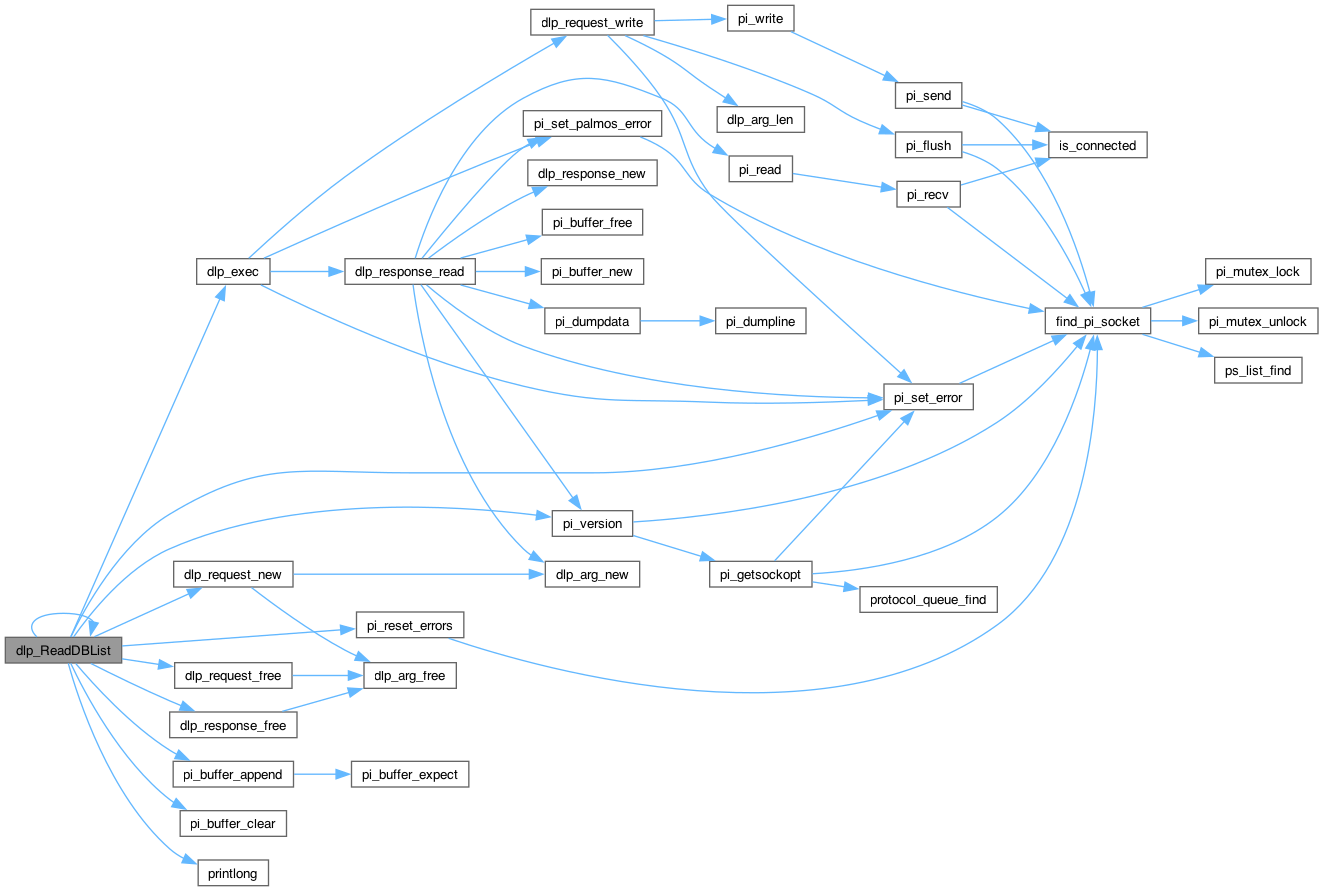 dlp_request_write
pi_write
pi_send
dlp_arg_len
pi_set_palmos_error
pi_flush
is_connected
dlp_response_new
pi_read
pi_recv
pi_buffer_free
dlp_exec
dlp_response_read
pi_buffer_new
pi_mutex_lock
pi_dumpdata
pi_dumpline
find_pi_socket
pi_mutex_unlock
ps_list_find
pi_set_error
pi_version
dlp_request_new
dlp_arg_new
pi_getsockopt
protocol_queue_find
pi_reset_errors
dlp_ReadDBList
dlp_request_free
dlp_arg_free
dlp_response_free
pi_buffer_append
pi_buffer_expect
pi_buffer_clear
printlong